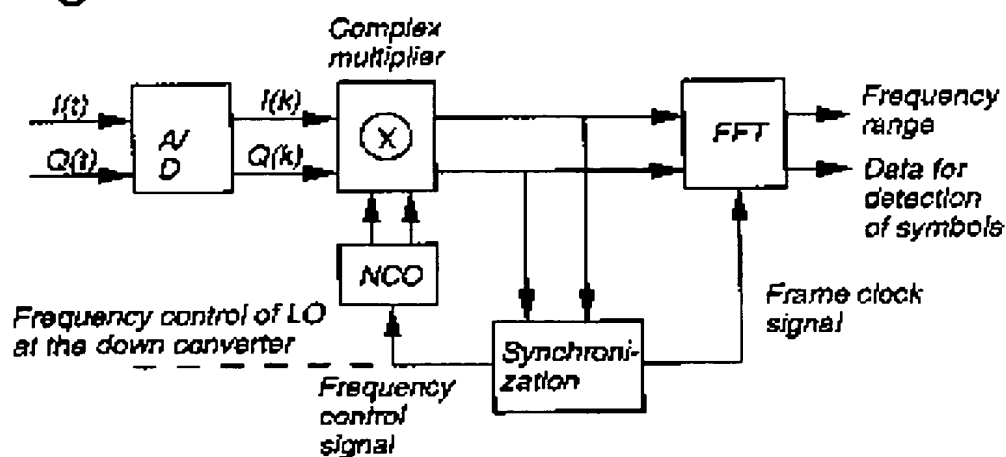 Complex
multiplier
I(t)
Q(t)
A/
D
I(k)
Q(k)
X
FFT
Frequency
range
Data for
detection
of symbols
NCO
Frequency control of LO
at the down converter
Frequency
control
signal
Synchroni-
zation
Frame clock
signal